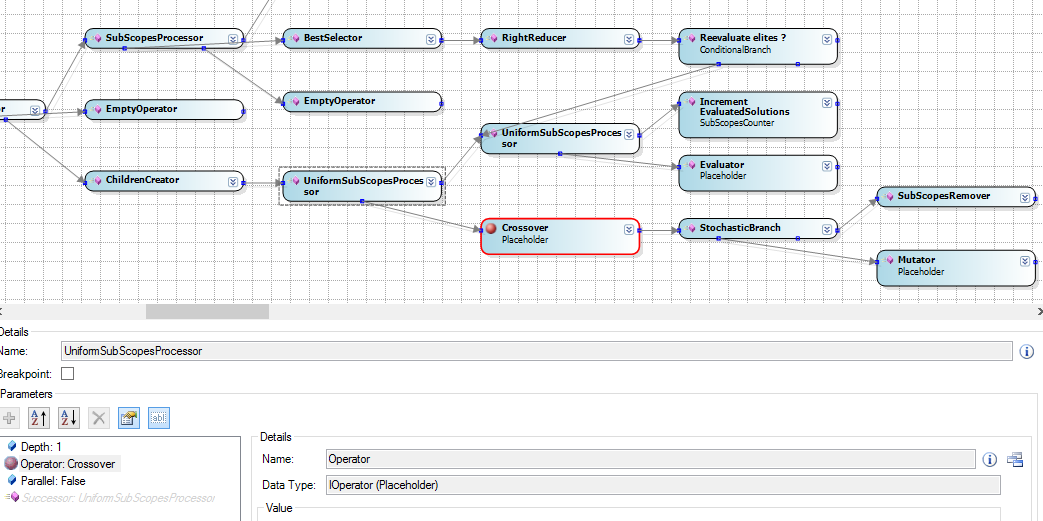 SubScopesProcessor
BestSelector
RightReducer
Reevaluate elites ?
ConditionalBranch
or
EmptyOperator
EmptyOperator
Increment
EvaluatedSolutions
SubScopesCounter
UniformSubScopesProces
sor
Evaluator
Placeholder
ChildrenCreator
UniformSubScopesProces
sor
SubScopesRemover
Crossover
Placeholder
StochasticBranch
Mutator
Placeholder
Details
Name:
UniformSubScopesProcessor
Breakpoint:
Parameters
Depth: 1
Operator: Crossover
Parallel: False
Successor: UniformSubScopesProcessor
Details
Name:
Operator
Data Type:
IOperator (Placeholder)
Value